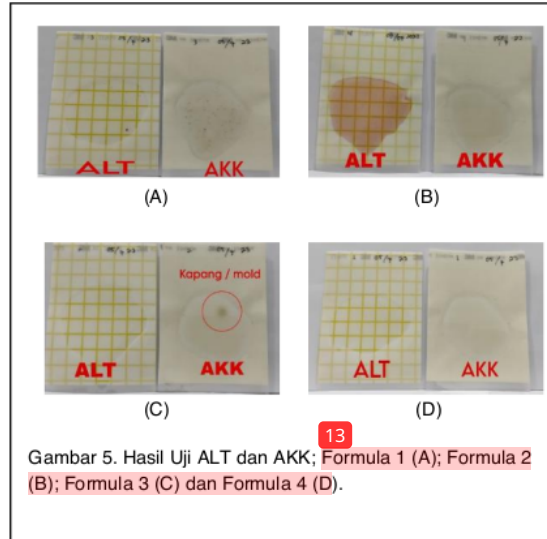 ALT AKK
(A)
ALT AKK
(B)
Kapang / mold
ALT AKK
(C)
ALT AKK
(D)
13
Gambar 5. Hasil Uji ALT dan AKK; Formula 1 (A); Formula 2
(B); Formula 3 (C) dan Formula 4 (D).